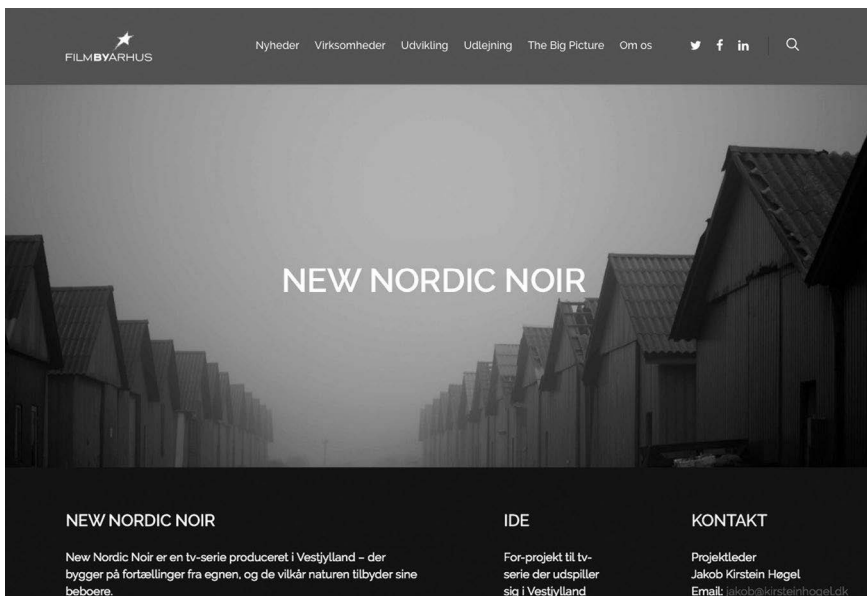 FILMBYARHUS
Nyheder Virksomheder Udvikling Udlejning The Big Picture Om os
NEW NORDIC NOIR
NEW NORDIC NOIR
New Nordic Noir er en tv-serie produceret i Vestjylland – der
bygger på fortællinger fra egnen, og de vilkår naturen tilbyder sine
beboere.
IDE
For-projekt til tv-
serie der udspiller
sig i Vestjylland
KONTAKT
Projektleder
Jakob Kirstein Høgel
Email: jakob@kirsteinhogel.dk